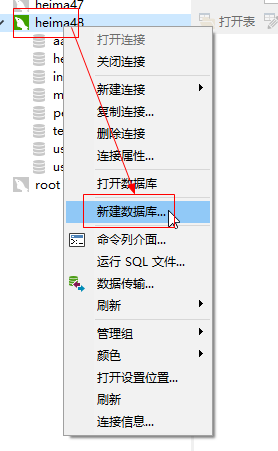 heima47
heima48
打开表
aa
he
in
m
pe
te
us
us
root
打开连接
关闭连接
新建连接
复制连接...
删除连接
连接属性...
打开数据库
新建数据库...
命令列介面...
运行 SQL 文件...
数据传输...
刷新
管理组
颜色
打开设置位置...
刷新
连接信息...